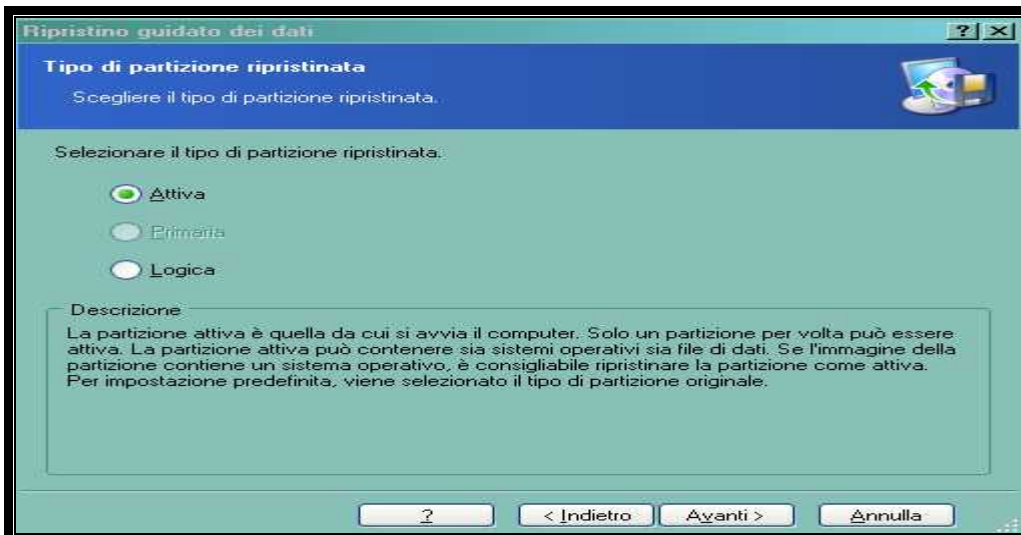 Ripristino guidato dei dati
? ×
Tipo di partizione ripristinata
Scegliere il tipo di partizione ripristinata.
Selezionare il tipo di partizione ripristinata.
Attiva
Primaria
Logica
Descrizione
La partizione attiva è quella da cui si avvia il computer. Solo un partizione per volta può essere
attiva. La partizione attiva può contenere sia sistemi operativi sia file di dati. Se l'immagine della
partizione contiene un sistema operativo, è consigliabile ripristinare la partizione come attiva.
Per impostazione predefinita, viene selezionato il tipo di partizione originale.
? < Indietro Avanti > Annulla